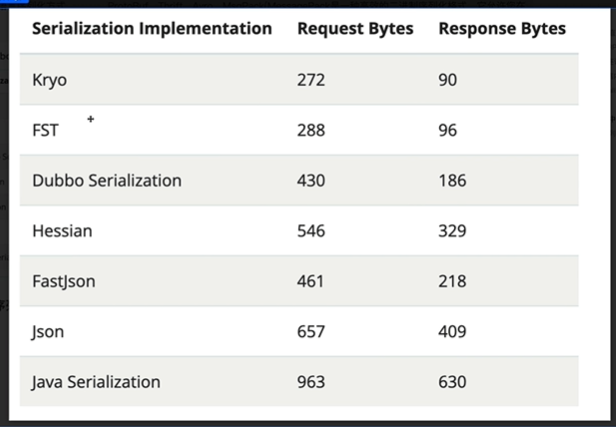 Serialization Implementation Request Bytes Response Bytes
Kryo 272 90
FST 288 96
Dubbo Serialization 430 186
Hessian 546 329
FastJson 461 218
Json 657 409
Java Serialization 963 630